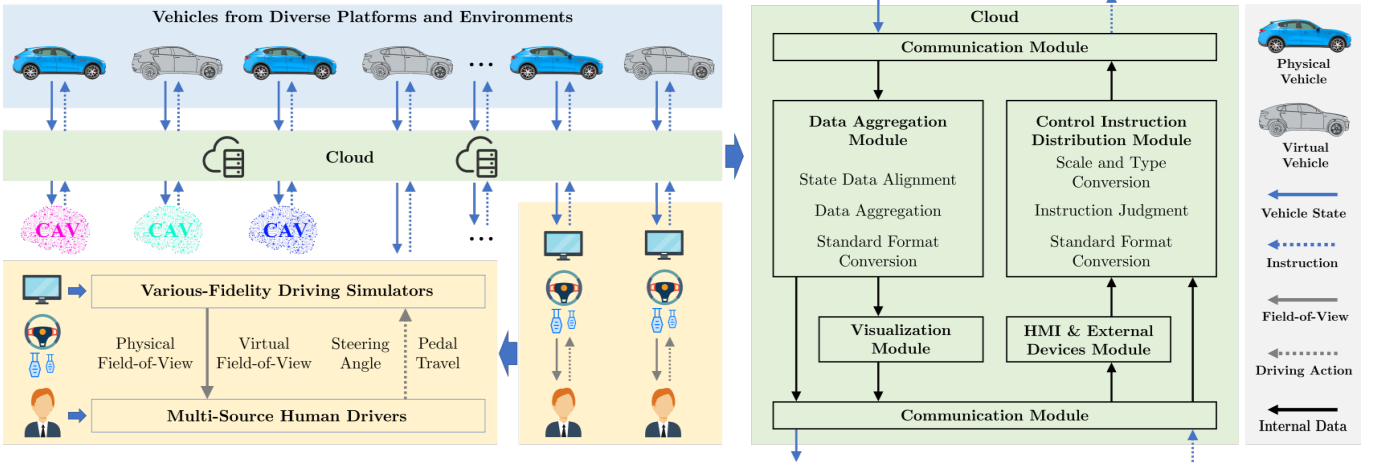 Vehicles from Diverse Platforms and Environments
...
Cloud
CAV
CAV
CAV
...
Various-Fidelity Driving Simulators
Physical
Field-of-View
Virtual
Field-of-View
Steering
Angle
Pedal
Travel
Multi-Source Human Drivers
Cloud
Communication Module
Data Aggregation
Module
State Data Alignment
Data Aggregation
Standard Format
Conversion
Control Instruction
Distribution Module
Scale and Type
Conversion
Instruction Judgment
Standard Format
Conversion
Visualization
Module
HMI & External
Devices Module
Communication Module
Physical
Vehicle
Virtual
Vehicle
Vehicle State
Instruction
Field-of-View
Driving Action
Internal Data